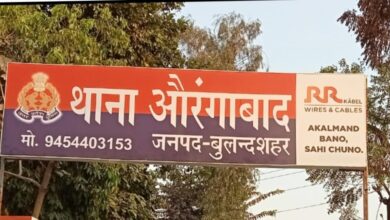 थाना औरंगाबाद
मो. 9454403153 जनपद-बुलन्दशहर
RR KABEL
WIRES & CABLES
AKALMAND
BANO,
SAHI CHUNO.